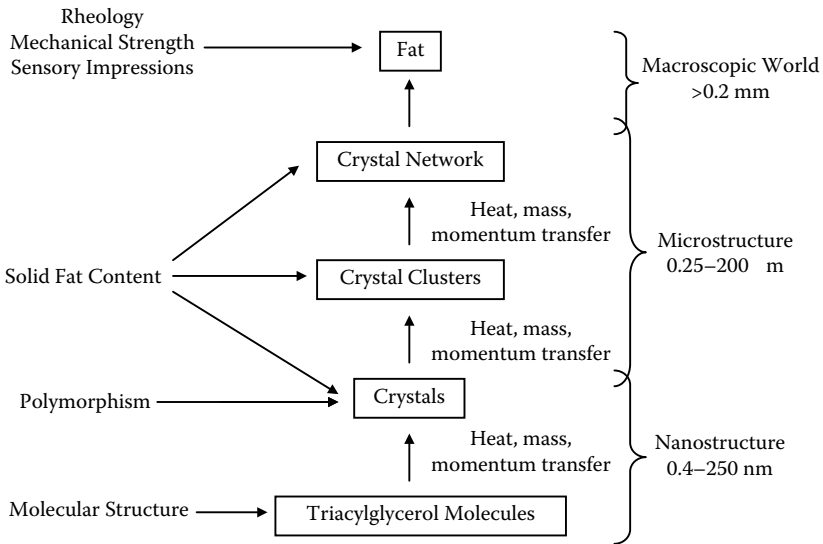 Rheology
Mechanical Strength
Sensory Impressions
Fat
Macroscopic World
>0.2 mm
Crystal Network
Heat, mass,
momentum transfer
Microstructure
0.25–200 m
Solid Fat Content
Crystal Clusters
Heat, mass,
momentum transfer
Polymorphism
Crystals
Heat, mass,
momentum transfer
Nanostructure
0.4–250 nm
Molecular Structure
Triacylglycerol Molecules